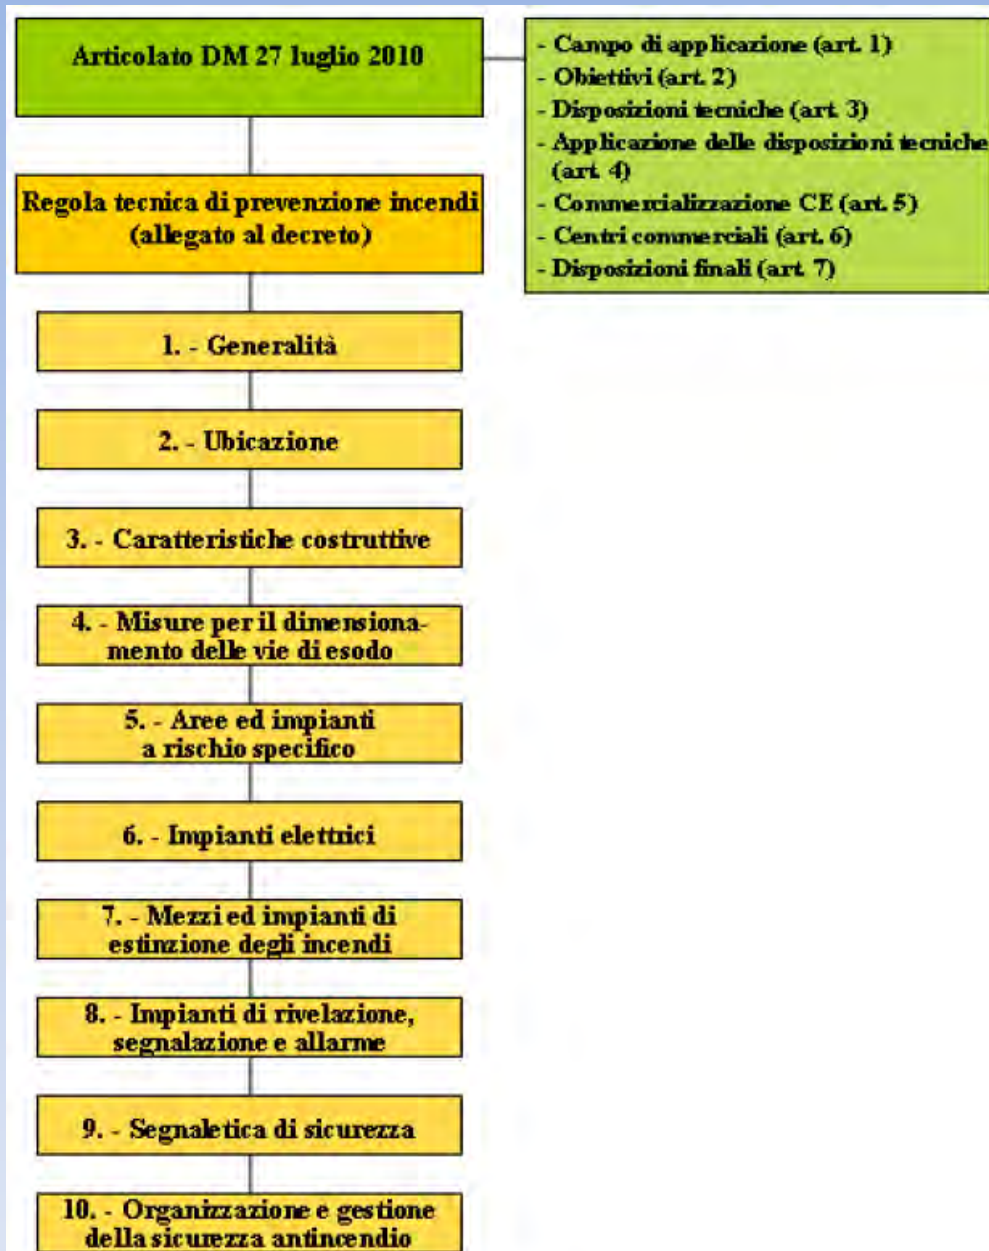 Articolato DM 27 luglio 2010
- Campo di applicazione (art. 1)
- Obiettivi (art. 2)
- Disposizioni tecniche (art. 3)
- Applicazione delle disposizioni tecniche
(art. 4)
- Commercializzazione CE (art. 5)
- Centri commerciali (art. 6)
- Disposizioni finali (art. 7)
Regola tecnica di prevenzione incendi
(allegato al decreto)
1. - Generalità
2. - Ubicazione
3. - Caratteristiche costruttive
4. - Misure per il dimensiona-
mento delle vie di esodo
5. - Aree ed impianti
a rischio specifico
6. - Impianti elettrici
7. - Mezzi ed impianti di
estinzione degli incendi
8. - Impianti di rivelazione,
segnalazione e allarme
9. - Segnaletica di sicurezza
10. - Organizzazione e gestione
della sicurezza antincendio